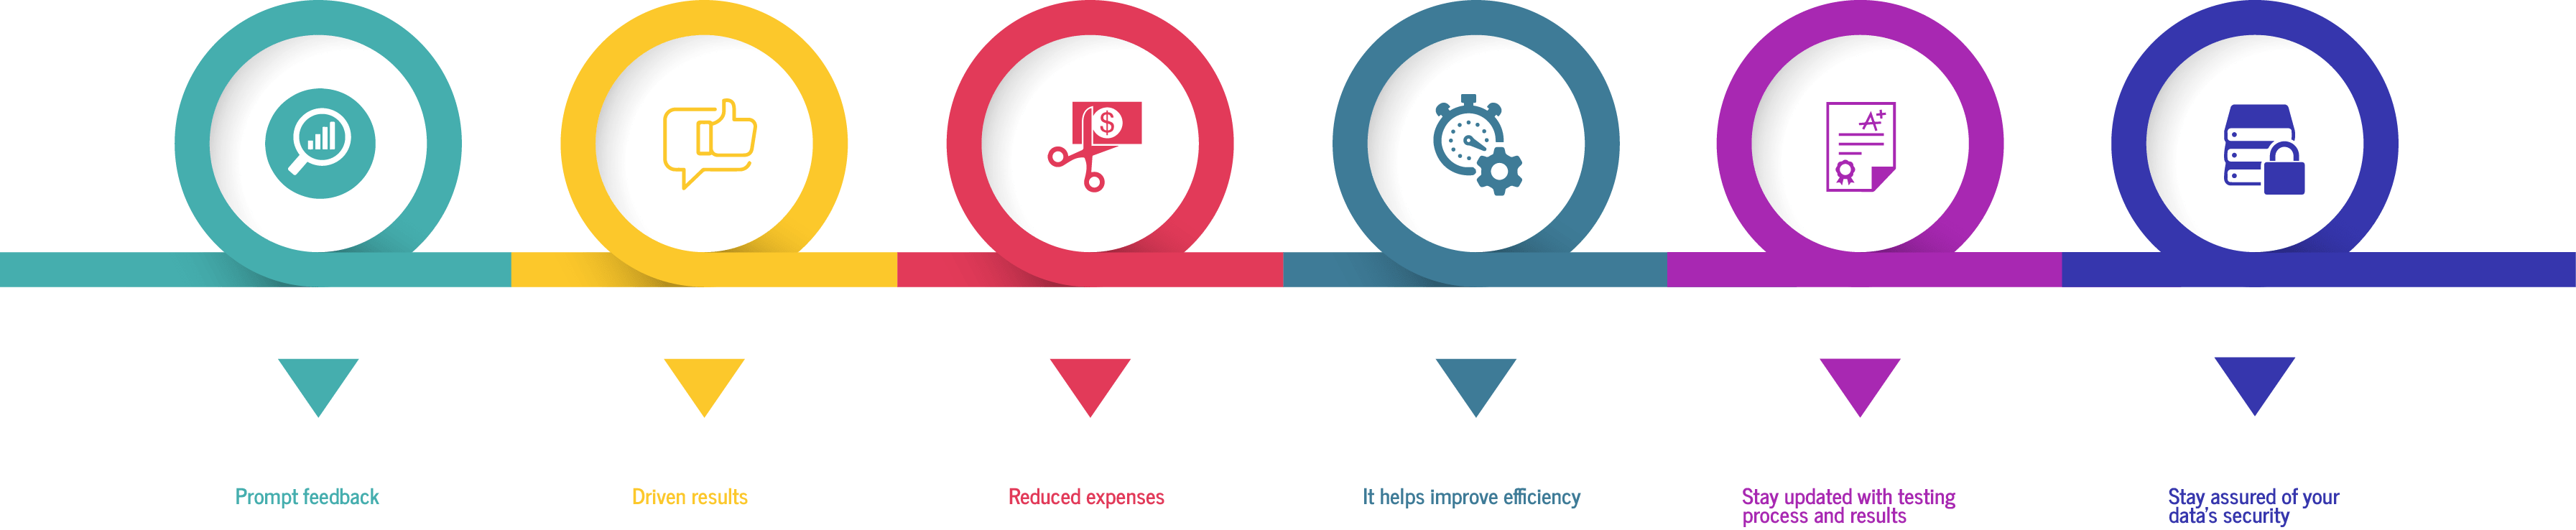 $
A+
Prompt feedback
Driven results
Reduced expenses
It helps improve efficiency
Stay updated with testing
process and results
Stay assured of your
data's security